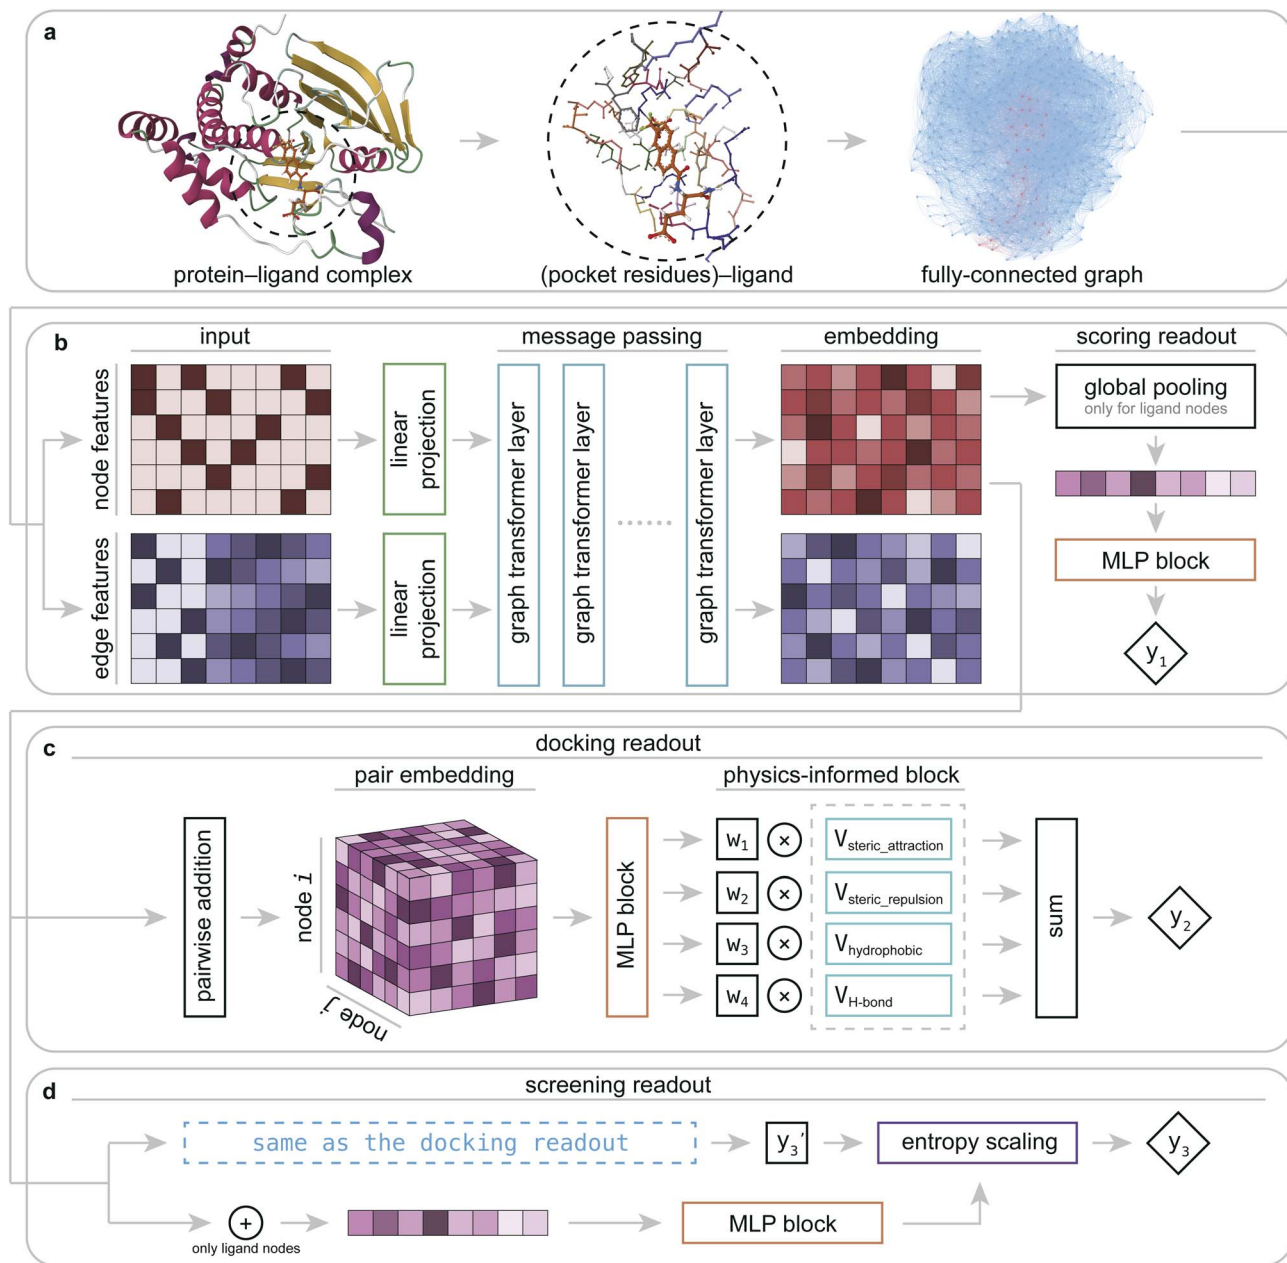 a
protein–ligand complex
(pocket residues)–ligand
fully-connected graph
b
input
message passing
embedding
scoring readout
node features
edge features
linear
projection
linear
projection
graph transformer layer
graph transformer layer
graph transformer layer
global pooling
only for ligand nodes
MLP block
y1
c
docking readout
pair embedding
physics-informed block
pairwise addition
node i
node j
MLP block
w1 × Vsteric_attraction
w2 × Vsteric_repulsion
w3 × Vhydrophobic
w4 × VH-bond
sum
y2
d
screening readout
same as the docking readout
y3′
entropy scaling
y3
+
only ligand nodes
MLP block